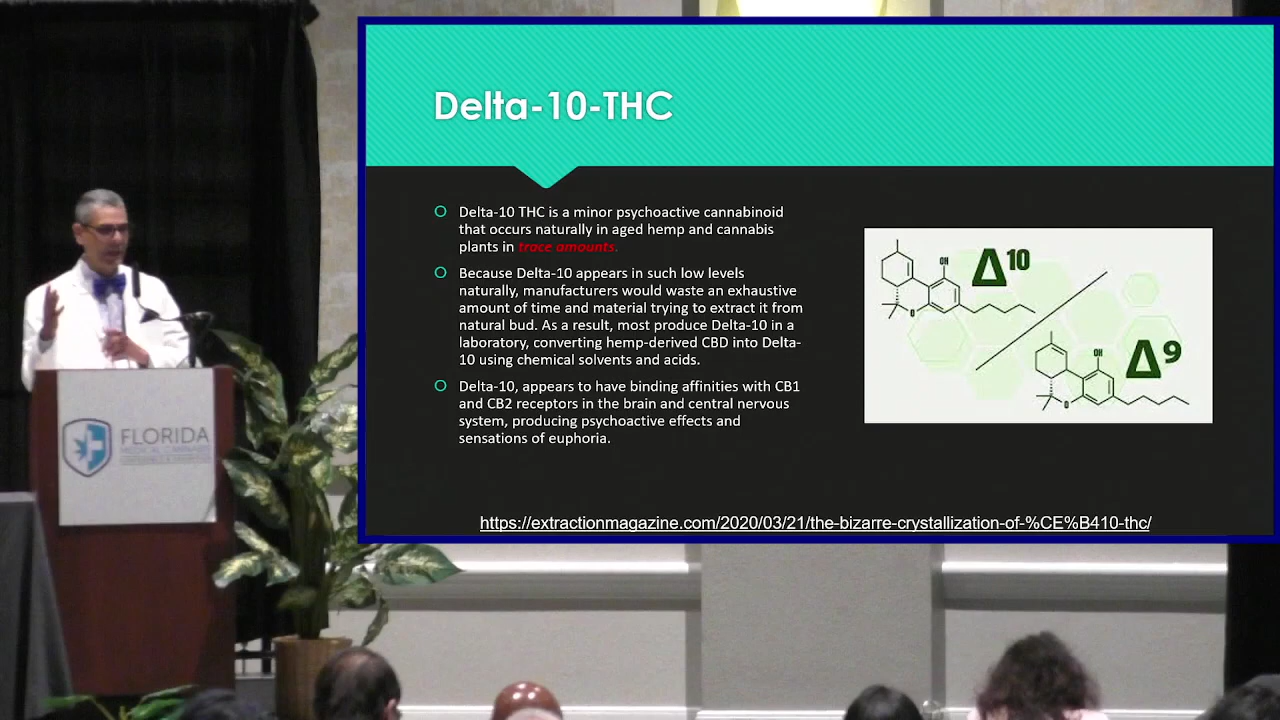 Delta-10-THC
Delta-10 THC is a minor psychoactive cannabinoid
that occurs naturally in aged hemp and cannabis
plants in trace amounts.
Because Delta-10 appears in such low levels
naturally, manufacturers would waste an exhaustive
amount of time and material trying to extract it from
natural bud. As a result, most produce Delta-10 in a
laboratory, converting hemp-derived CBD into Delta-
10 using chemical solvents and acids.
Delta-10, appears to have binding affinities with CB1
and CB2 receptors in the brain and central nervous
system, producing psychoactive effects and
sensations of euphoria.
OH
Δ10
O
OH
Δ9
O
https://extractionmagazine.com/2020/03/21/the-bizarre-crystallization-of-%CE%B410-thc/
FLORIDA
MEDICAL CANNABIS